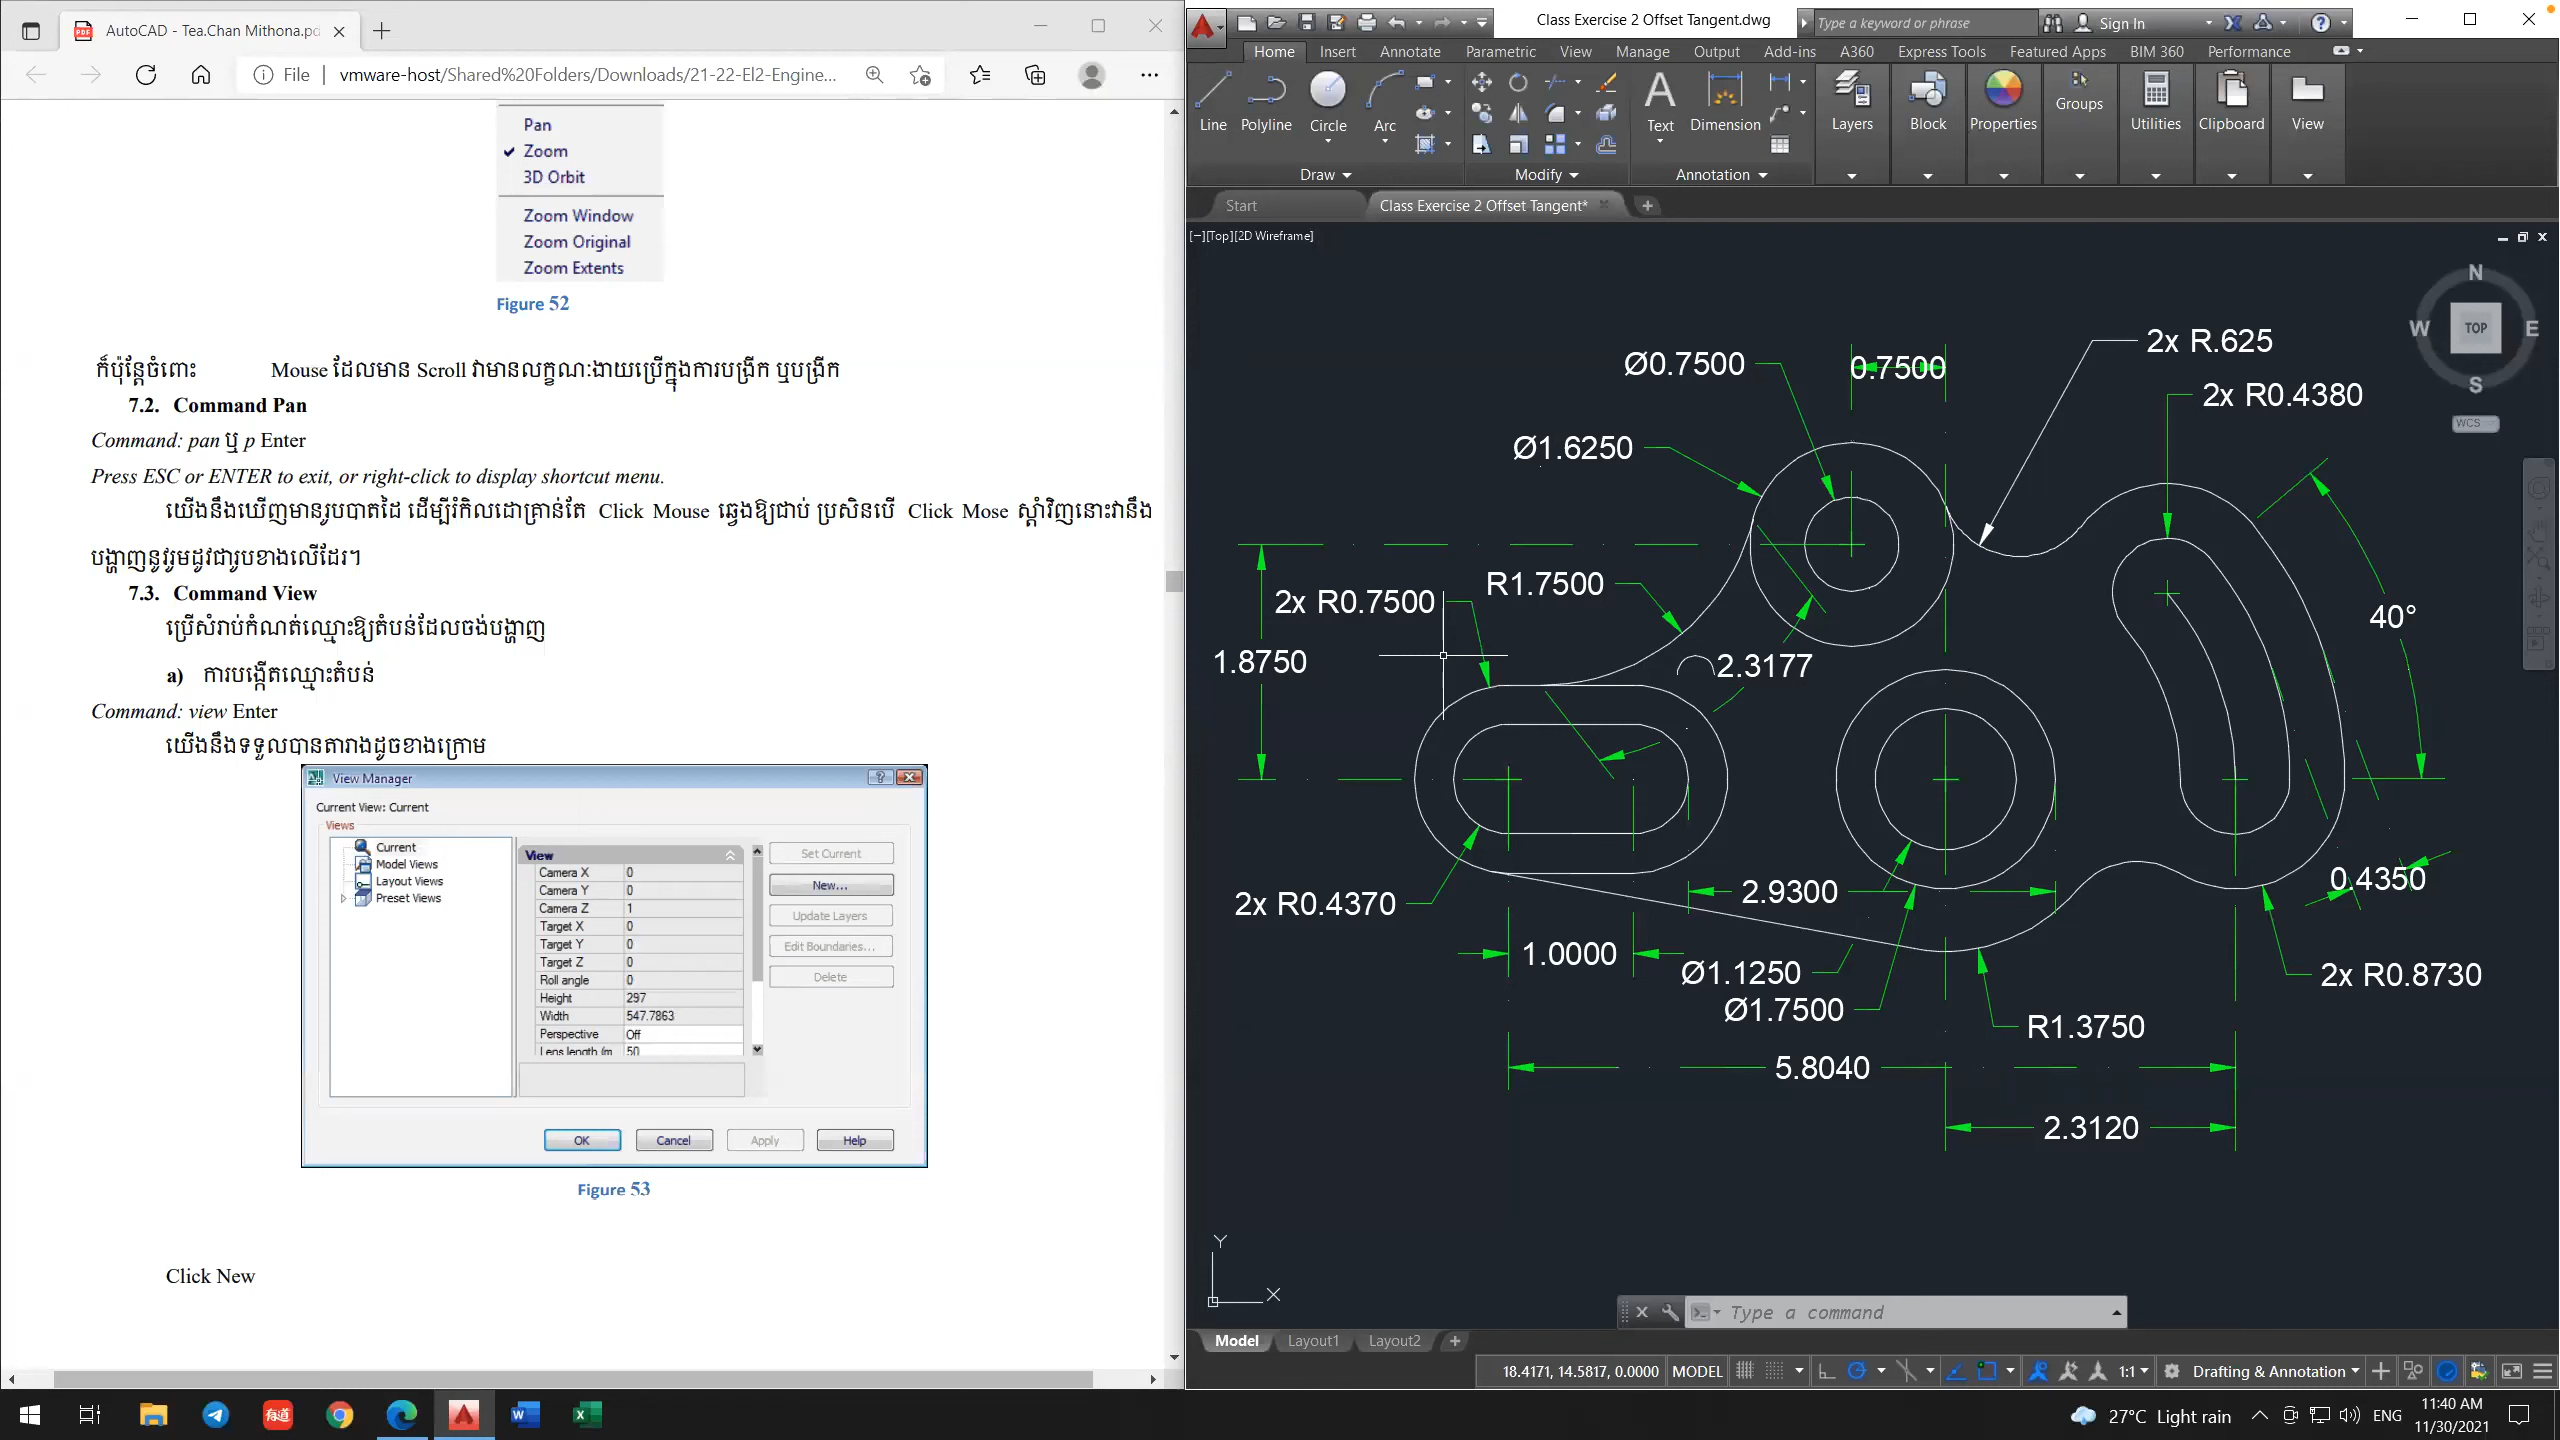 AutoCAD - Tea.Chan Mithona.pd
File
vmware-host/Shared%20Folders/Downloads/21-22-El2-Engine...
Pan
Zoom
3D Orbit
Zoom Window
Zoom Original
Zoom Extents
Figure 52
ក៏ប៉ុន្តែចំពោះ Mouse ដែលមាន Scroll វាមានលក្ខណៈងាយប្រើក្នុងការបង្រីក ឬបង្រីក
7.2. Command Pan
Command: pan ឬ p Enter
Press ESC or ENTER to exit, or right-click to display shortcut menu.
យើងនឹងឃើញមានរូបបាតដៃ ដើម្បីរំកិលដោគ្រាន់តែ Click Mouse ឆ្វេងឱ្យជាប់ ប្រសិនបើ Click Mose ស្តាំវិញនោះវានឹង
បង្ហាញនូវរូមដូវជារូបខាងលើដែរ។
7.3. Command View
ប្រើសំរាប់កំណត់ឈ្មោះឱ្យតំបន់ដែលចង់បង្ហាញ
a) ការបង្កើតឈ្មោះតំបន់
Command: view Enter
យើងនឹងទទួលបានតារាងដូចខាងក្រោម
View Manager
Current View: Current
Views
Current
Model Views
Layout Views
Preset Views
View
Camera X 0
Camera Y 0
Camera Z 1
Target X 0
Target Y 0
Target Z 0
Roll angle 0
Height 297
Width 547.7863
Perspective Off
Lens length (m 50
Set Current
New...
Update Layers
Edit Boundaries...
Delete
OK Cancel Apply Help
Figure 53
Click New
Class Exercise 2 Offset Tangent.dwg
Type a keyword or phrase
Sign In
Home Insert Annotate Parametric View Manage Output Add-ins A360 Express Tools Featured Apps BIM 360 Performance
Line Polyline Circle Arc
Text Dimension
Layers Block Properties Groups Utilities Clipboard View
Draw Modify Annotation
Start
Class Exercise 2 Offset Tangent*
[−][Top][2D Wireframe]
N
W TOP E
S
WCS
2x R.625
Ø0.7500
0.7500
2x R0.4380
Ø1.6250
R1.7500
2x R0.7500
40°
1.8750
2.3177
0.4350
2.9300
2x R0.4370
1.0000
Ø1.1250
2x R0.8730
Ø1.7500
R1.3750
5.8040
2.3120
Y
X
Type a command
Model Layout1 Layout2
18.4171, 14.5817, 0.0000 MODEL
1:1
Drafting & Annotation
27°C Light rain
ENG
11:40 AM
11/30/2021